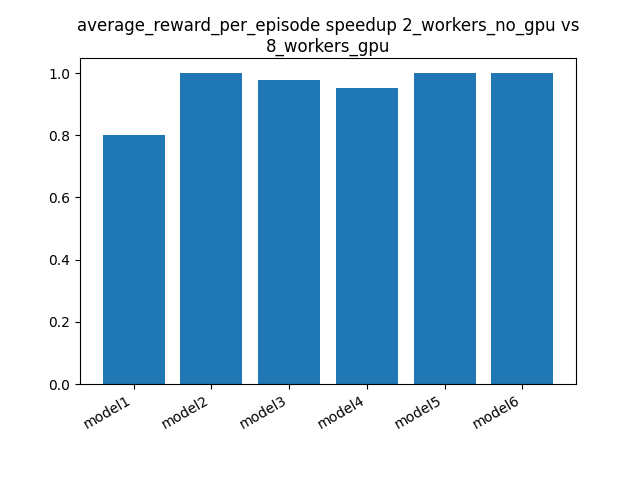 average_reward_per_episode speedup 2_workers_no_gpu vs
8_workers_gpu
1.0
0.8
0.6
0.4
0.2
0.0
model1
model2
model3
model4
model5
model6